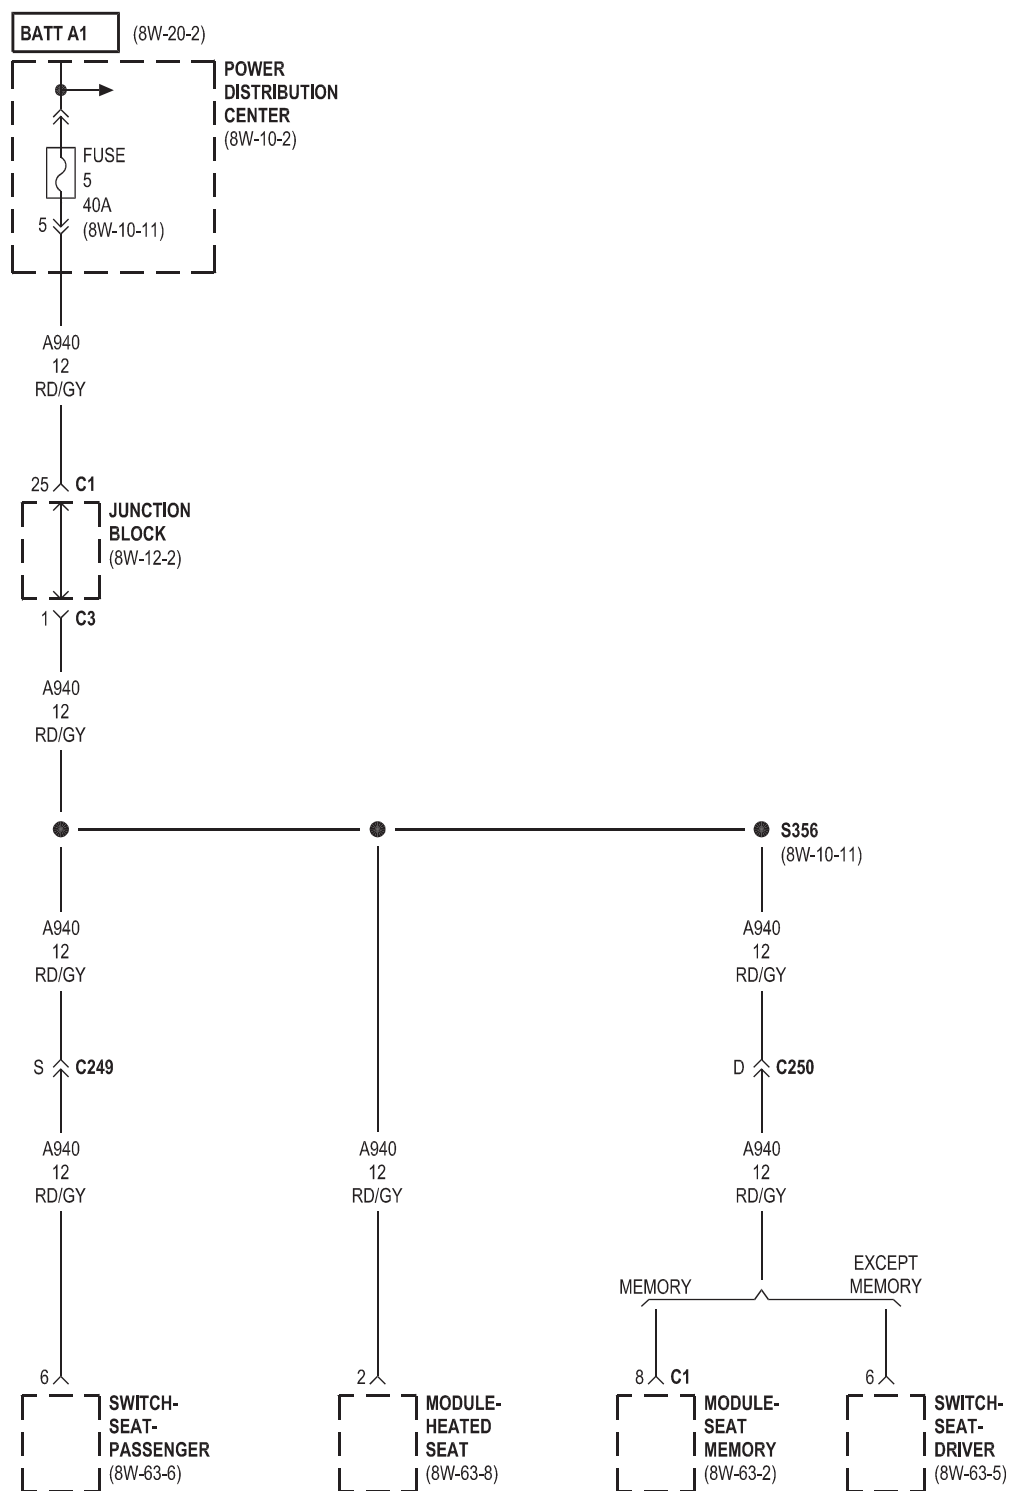 BATT A1 (8W-20-2)
POWER
DISTRIBUTION
CENTER
(8W-10-2)
FUSE
5
40A
5 (8W-10-11)
A940
12
RD/GY
25 C1
JUNCTION
BLOCK
(8W-12-2)
1 C3
A940
12
RD/GY
S356
(8W-10-11)
A940
12
RD/GY
A940
12
RD/GY
S C249
D C250
A940
12
RD/GY
A940
12
RD/GY
A940
12
RD/GY
MEMORY
EXCEPT
MEMORY
6
SWITCH-
SEAT-
PASSENGER
(8W-63-6)
2
MODULE-
HEATED
SEAT
(8W-63-8)
8 C1
MODULE-
SEAT
MEMORY
(8W-63-2)
6
SWITCH-
SEAT-
DRIVER
(8W-63-5)